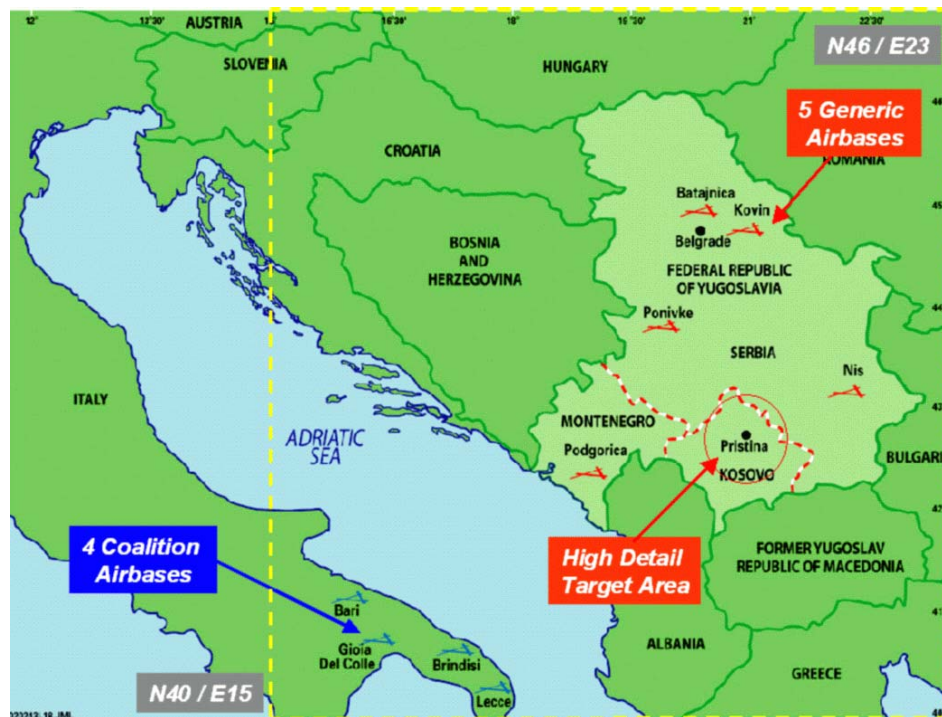 12°
13°30'
16°30'
18°
19°30'
21°
22°30'
AUSTRIA
N46 / E23
SLOVENIA
HUNGARY
5 Generic
Airbases
ROMANIA
CROATIA
Batajnica
Kovin
Belgrade
BOSNIA
AND
HERZEGOVINA
FEDERAL REPUBLIC
OF YUGOSLAVIA
Ponivke
SERBIA
Nis
ITALY
MONTENEGRO
ADRIATIC
SEA
Pristina
Podgorica
KOSOVO
BULGARI
4 Coalition
Airbases
High Detail
Target Area
FORMER YUGOSLAV
REPUBLIC OF MACEDONIA
Bari
Gioia
Del Colle
Brindisi
ALBANIA
GREECE
N40 / E15
Lecce